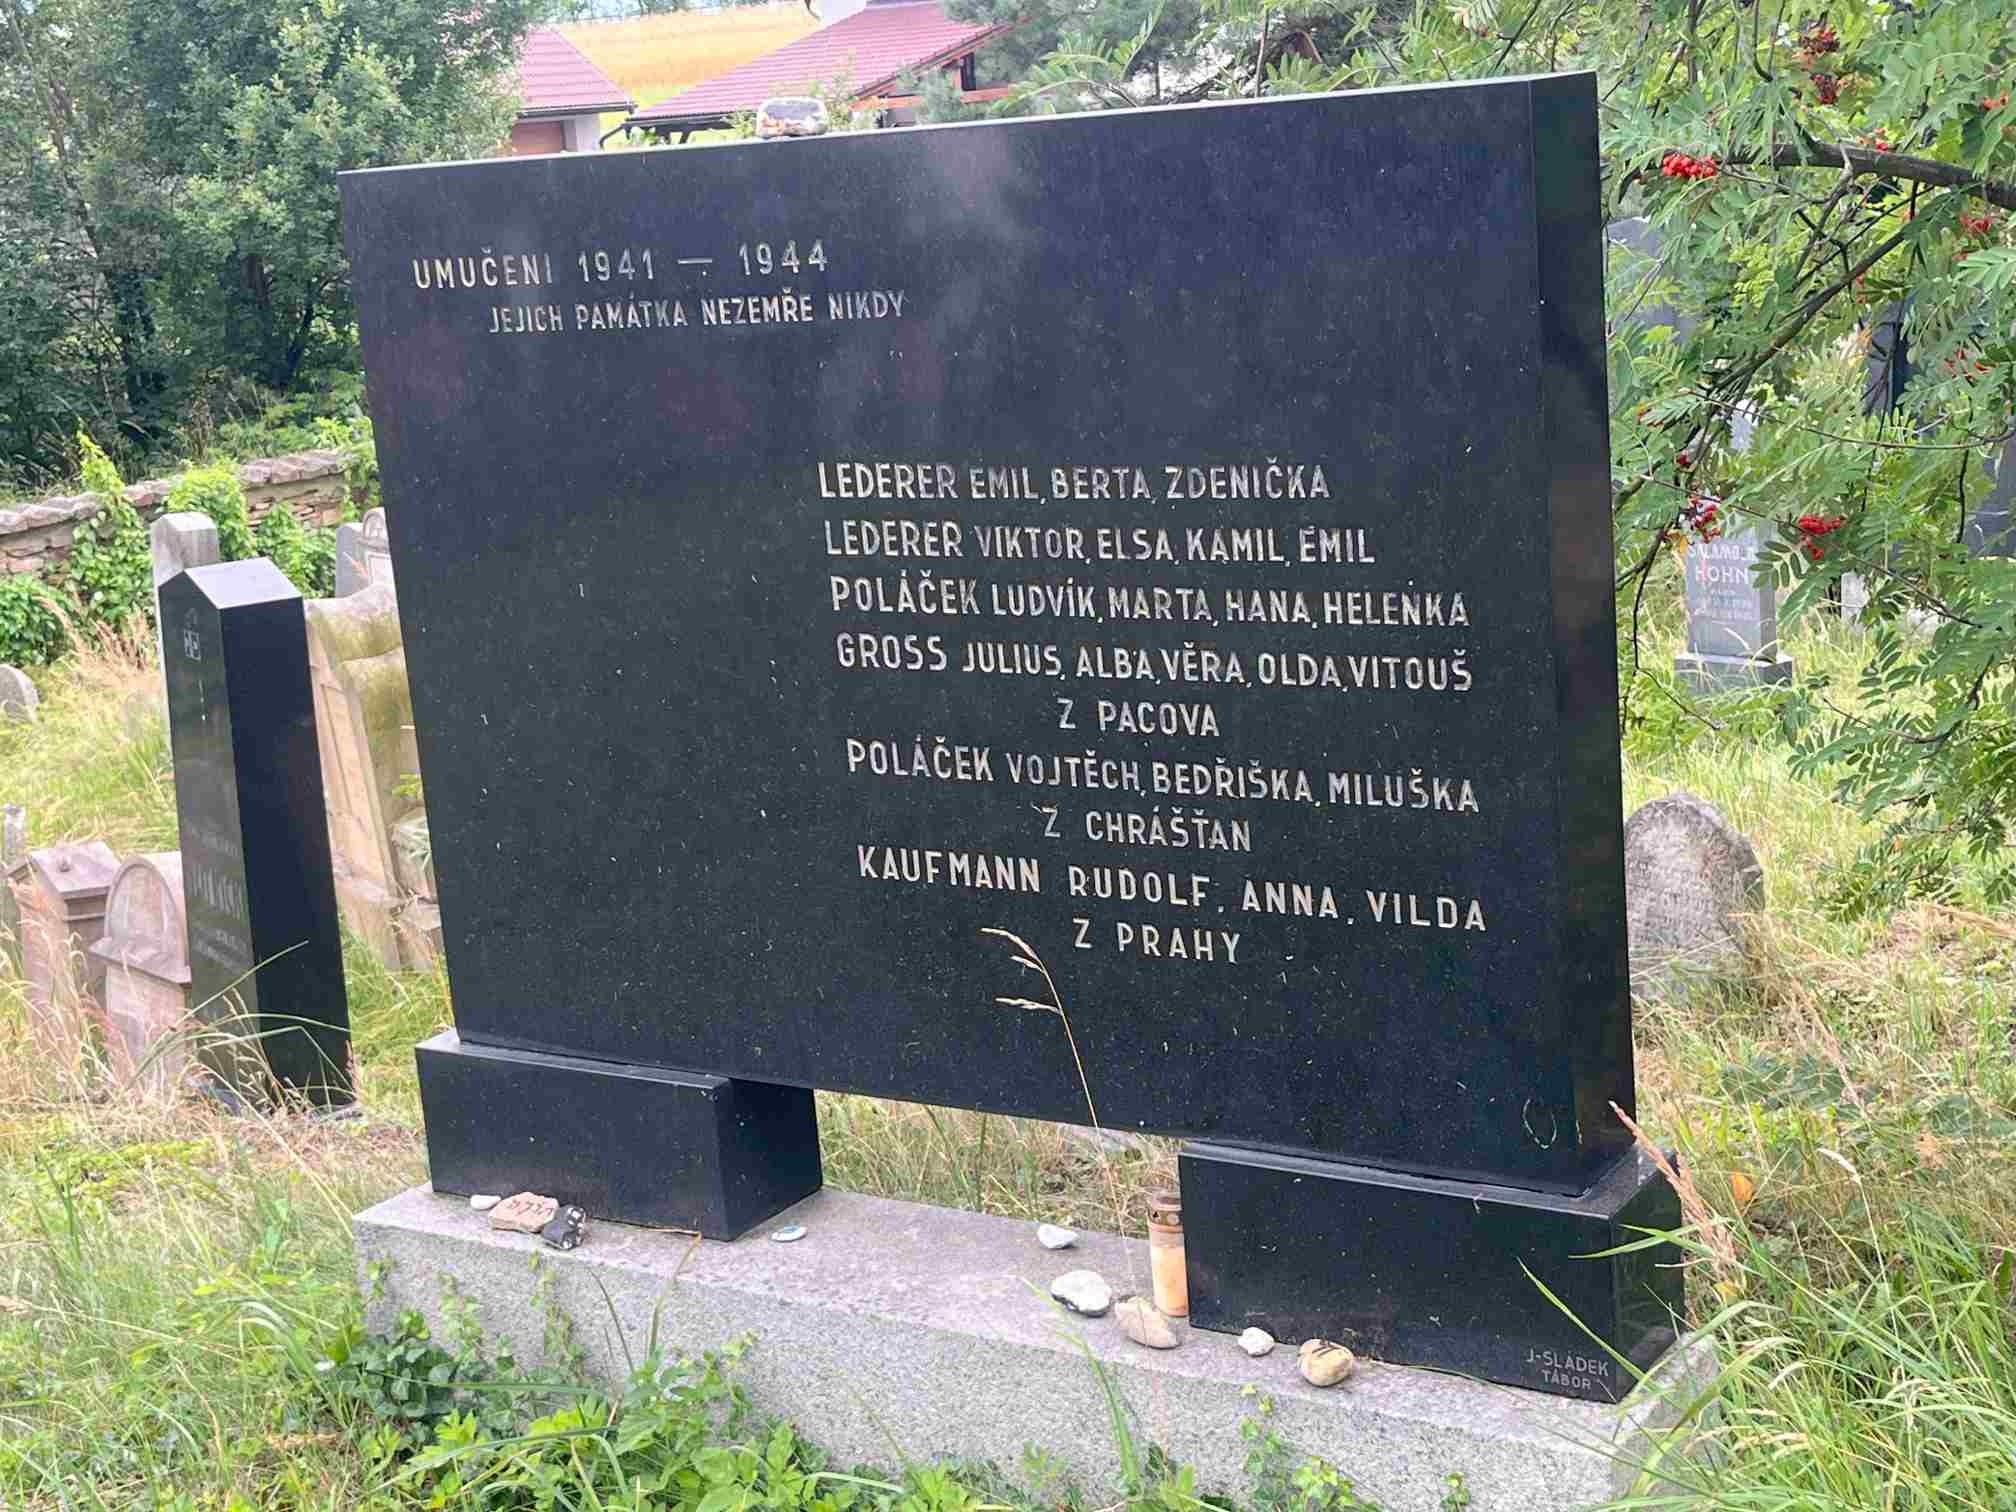 UMUČENI 1941 — 1944
JEJICH PAMÁTKA NEZEMŘE NIKDY
LEDERER EMIL, BERTA, ZDENIČKA
LEDERER VIKTOR, ELSA, KAMIL, EMIL
POLÁČEK LUDVÍK, MARTA, HANA, HELENKA
GROSS JULIUS, ALBA, VĚRA, OLDA, VITOUŠ
Z PACOVA
POLÁČEK VOJTĚCH, BEDŘIŠKA, MILUŠKA
Z CHRÁŠŤAN
KAUFMANN RUDOLF, ANNA, VILDA
Z PRAHY
J-SLÁDEK
TÁBOR
HOHN